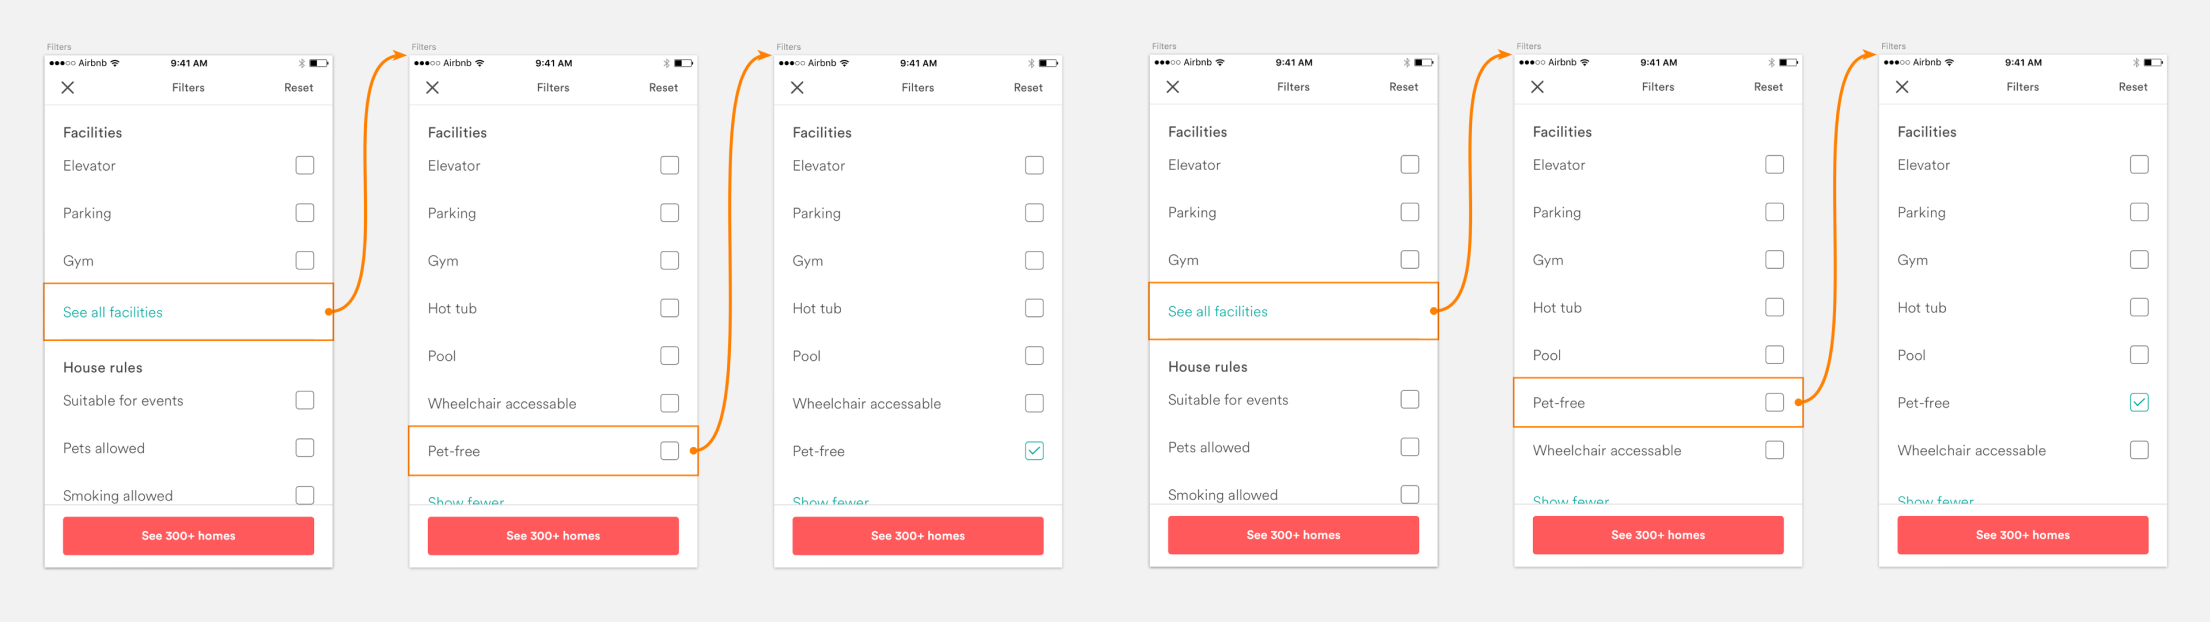 Filters
●●●○○ Airbnb 9:41 AM
Filters Reset
Facilities
Elevator
Parking
Gym
See all facilities
House rules
Suitable for events
Pets allowed
Smoking allowed
See 300+ homes
Filters
●●●○○ Airbnb 9:41 AM
Filters Reset
Facilities
Elevator
Parking
Gym
Hot tub
Pool
Wheelchair accessable
Pet-free
Show fewer
See 300+ homes
Filters
●●●○○ Airbnb 9:41 AM
Filters Reset
Facilities
Elevator
Parking
Gym
Hot tub
Pool
Wheelchair accessable
Pet-free
Show fewer
See 300+ homes
Filters
●●●○○ Airbnb 9:41 AM
Filters Reset
Facilities
Elevator
Parking
Gym
See all facilities
House rules
Suitable for events
Pets allowed
Smoking allowed
See 300+ homes
Filters
●●●○○ Airbnb 9:41 AM
Filters Reset
Facilities
Elevator
Parking
Gym
Hot tub
Pool
Pet-free
Wheelchair accessable
Show fewer
See 300+ homes
Filters
●●●○○ Airbnb 9:41 AM
Filters Reset
Facilities
Elevator
Parking
Gym
Hot tub
Pool
Pet-free
Wheelchair accessable
Show fewer
See 300+ homes